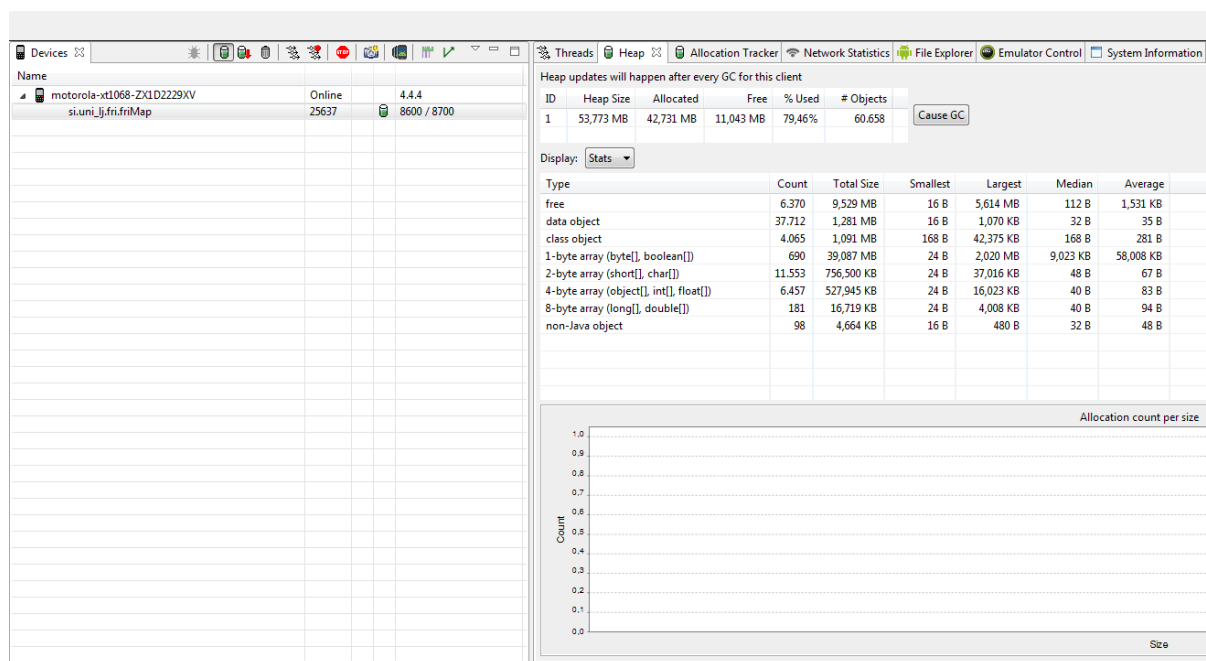 Devices
Name
motorola-xt1068-ZX1D2229XV Online 4.4.4
si.uni_lj.fri.friMap 25637 8600 / 8700
Threads Heap Allocation Tracker Network Statistics File Explorer Emulator Control System Information
Heap updates will happen after every GC for this client
ID Heap Size Allocated Free % Used # Objects
1 53,773 MB 42,731 MB 11,043 MB 79,46% 60.658
Cause GC
Display: Stats
Type Count Total Size Smallest Largest Median Average
free 6.370 9,529 MB 16 B 5,614 MB 112 B 1,531 KB
data object 37.712 1,281 MB 16 B 1,070 KB 32 B 35 B
class object 4.065 1,091 MB 168 B 42,375 KB 168 B 281 B
1-byte array (byte[], boolean[]) 690 39,087 MB 24 B 2,020 MB 9,023 KB 58,008 KB
2-byte array (short[], char[]) 11.553 756,500 KB 24 B 37,016 KB 48 B 67 B
4-byte array (object[], int[], float[]) 6.457 527,945 KB 24 B 16,023 KB 40 B 83 B
8-byte array (long[], double[]) 181 16,719 KB 24 B 4,008 KB 40 B 94 B
non-Java object 98 4,664 KB 16 B 480 B 32 B 48 B
Allocation count per size
1,0
0,9
0,8
0,7
0,6
0,5
0,4
0,3
0,2
0,1
0,0
Count
Size
STOP